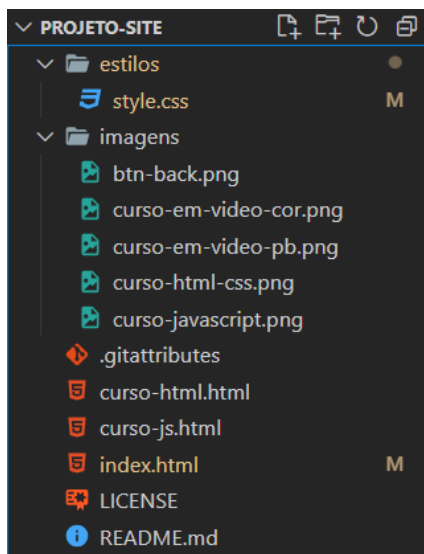 PROJETO-SITE
estilos
style.css M
imagens
btn-back.png
curso-em-video-cor.png
curso-em-video-pb.png
curso-html-css.png
curso-javascript.png
.gitattributes
curso-html.html
curso-js.html
index.html M
LICENSE
README.md